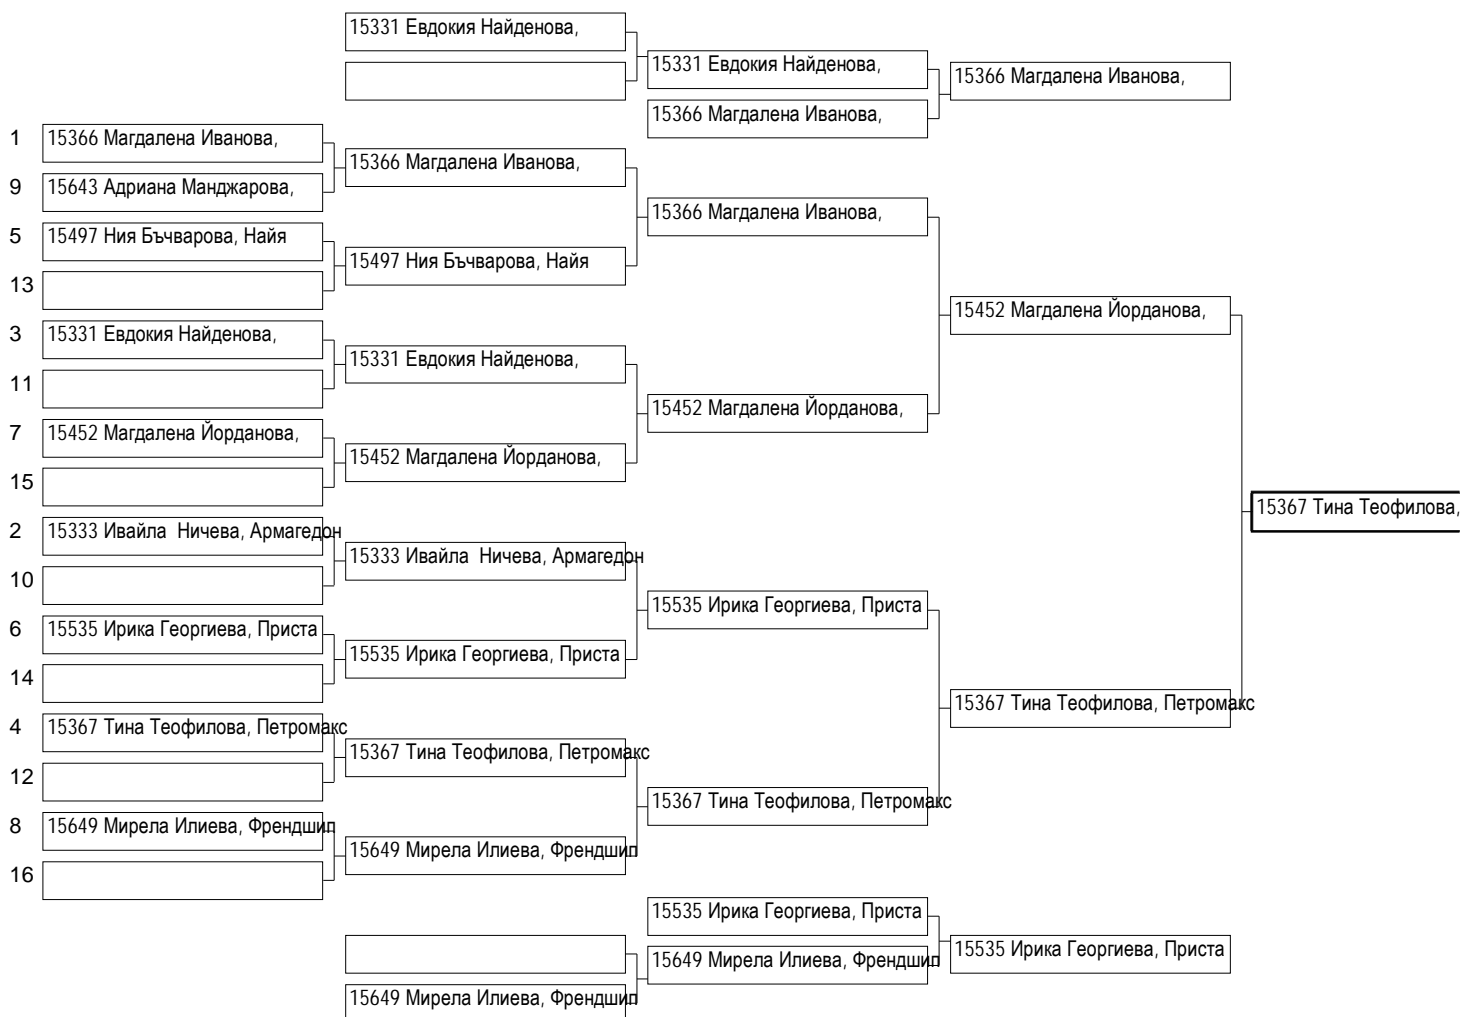 15331 Евдокия Найденова,
15331 Евдокия Найденова,
15366 Магдалена Иванова,
15366 Магдалена Иванова,
1 15366 Магдалена Иванова,
15366 Магдалена Иванова,
9 15643 Адриана Манджарова,
15366 Магдалена Иванова,
5 15497 Ния Бъчварова, Найя
15497 Ния Бъчварова, Найя
13
15452 Магдалена Йорданова,
3 15331 Евдокия Найденова,
15331 Евдокия Найденова,
11
15452 Магдалена Йорданова,
7 15452 Магдалена Йорданова,
15452 Магдалена Йорданова,
15
15367 Тина Теофилова,
2 15333 Ивайла  Ничева, Армагедон
15333 Ивайла  Ничева, Армагедон
10
15535 Ирика Георгиева, Приста
6 15535 Ирика Георгиева, Приста
15535 Ирика Георгиева, Приста
14
15367 Тина Теофилова, Петромакс
4 15367 Тина Теофилова, Петромакс
15367 Тина Теофилова, Петромакс
12
15367 Тина Теофилова, Петромакс
8 15649 Мирела Илиева, Френдшип
15649 Мирела Илиева, Френдшип
16
15535 Ирика Георгиева, Приста
15535 Ирика Георгиева, Приста
15649 Мирела Илиева, Френдшип
15649 Мирела Илиева, Френдшип